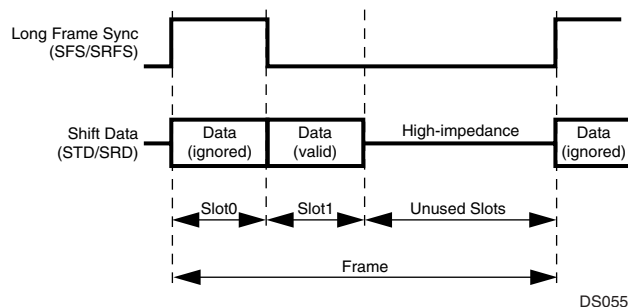 Long Frame Sync
(SFS/SRFS)
Shift Data
(STD/SRD)
Data
(ignored)
Data
(valid)
High-impedance
Data
(ignored)
Slot0
Slot1
Unused Slots
Frame
DS055